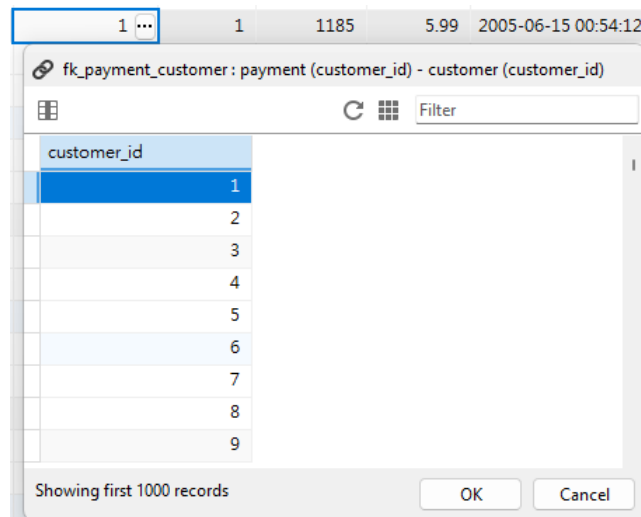 1 ... 1 1185 5.99 2005-06-15 00:54:12
fk_payment_customer : payment (customer_id) - customer (customer_id)
Filter
customer_id
1
2
3
4
5
6
7
8
9
Showing first 1000 records
OK Cancel